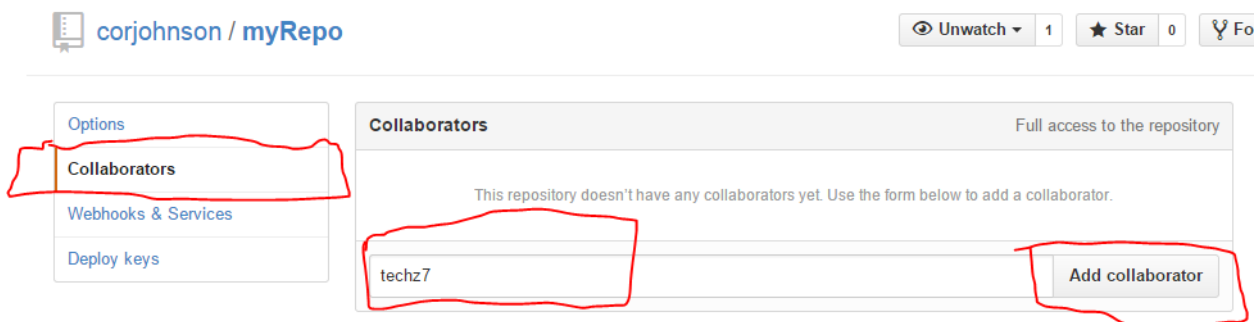 corjohnson / myRepo
Unwatch 1 Star 0 Fo
Options
Collaborators
Webhooks & Services
Deploy keys
Collaborators Full access to the repository
This repository doesn't have any collaborators yet. Use the form below to add a collaborator.
techz7 Add collaborator